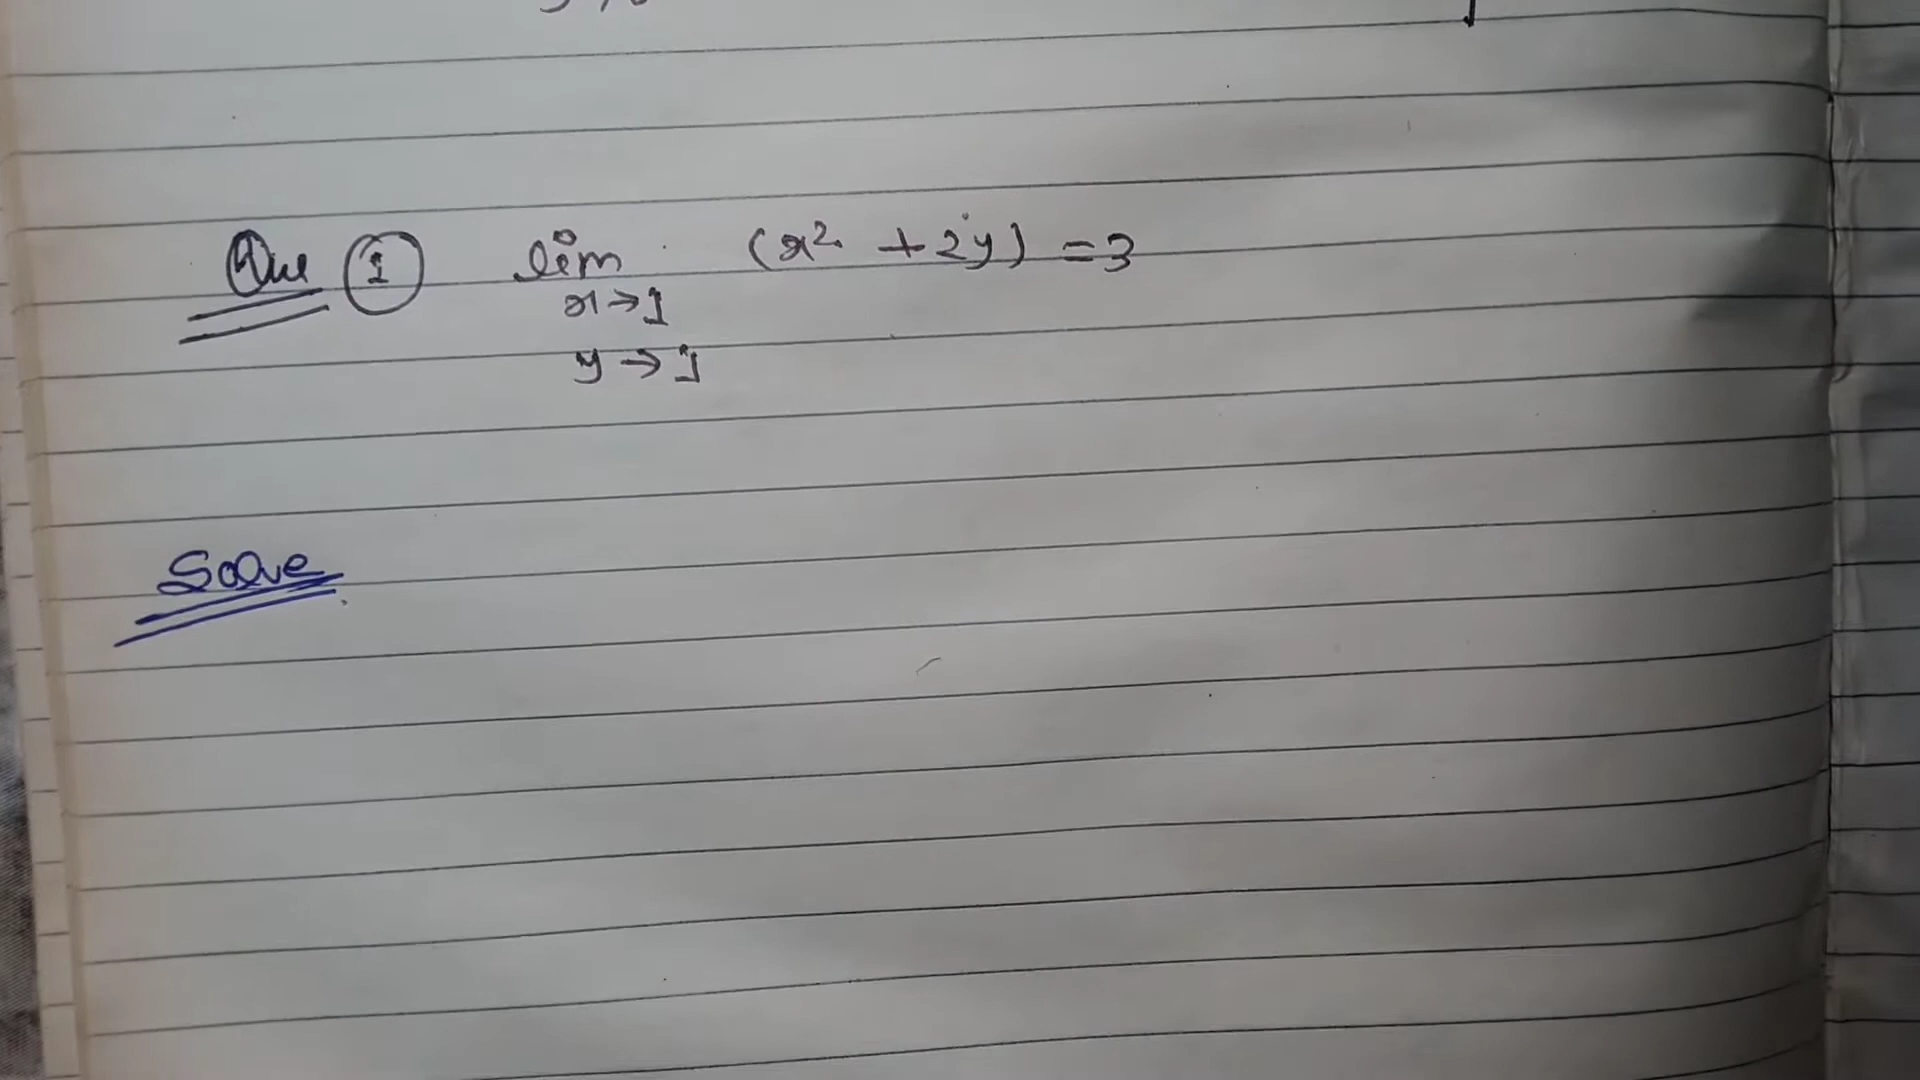 Que ① lim (x² + 2y) = 3
x→1
y→1
Solve